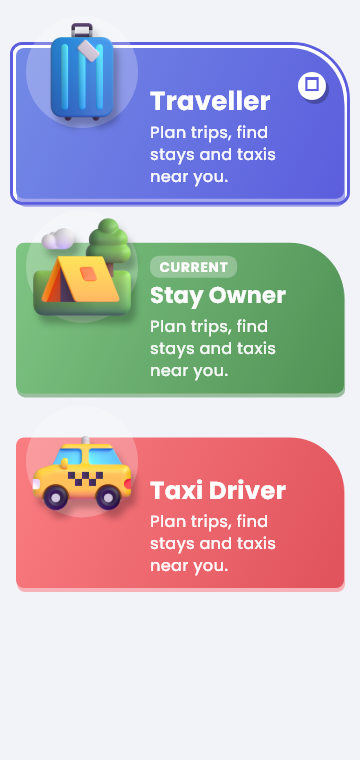 Traveller
Plan trips, find
stays and taxis
near you.
CURRENT
Stay Owner
Plan trips, find
stays and taxis
near you.
Taxi Driver
Plan trips, find
stays and taxis
near you.